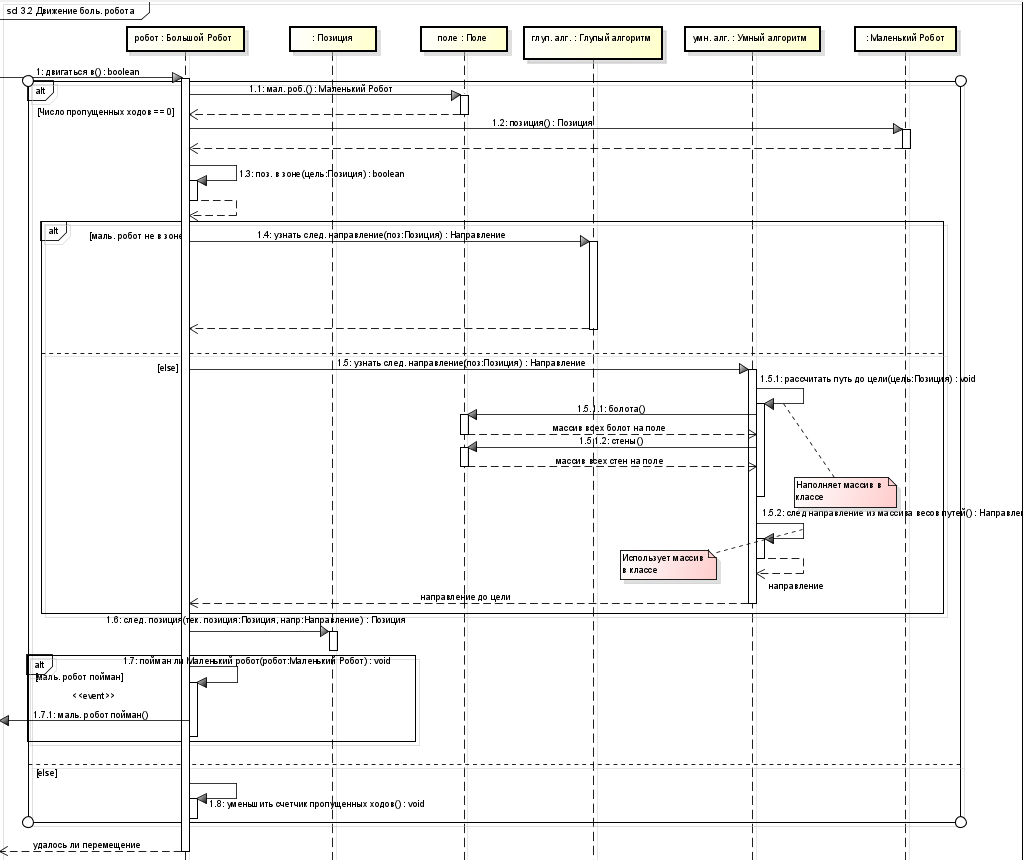 sd 3.2 Движение боль. робота
робот : Большой Робот
: Позиция
поле : Поле
глуп. алг. : Глупый алгоритм
умн. алг. : Умный алгоритм
: Маленький Робот
1: двигаться в() : boolean
alt
1.1: мал. роб.() : Маленький Робот
[Число пропущенных ходов == 0]
1.2: позиция() : Позиция
1.3: поз. в зоне(цель:Позиция) : boolean
alt
[маль. робот не в зоне
1.4: узнать след. направление(поз:Позиция) : Направление
[else]
1.5: узнать след. направление(поз:Позиция) : Направление
1.5.1: рассчитать путь до цели(цель:Позиция) : void
1.5.1.1: болота()
массив всех болот на поле
1.5.1.2: стены()
массив всех стен на поле
Наполняет массив в
классе
1.5.2: след направление из массива весов путей() : Направлен
Использует массив
в классе
направление
направление до цели
1.6: след. позиция(тек. позиция:Позиция, напр:Направление) : Позиция
alt
1.7: пойман ли Маленький робот(робот:Маленький Робот) : void
[маль. робот пойман]
<<event>>
1.7.1: маль. робот пойман()
[else]
1.8: уменьшить счетчик пропущенных ходов() : void
удалось ли перемещение